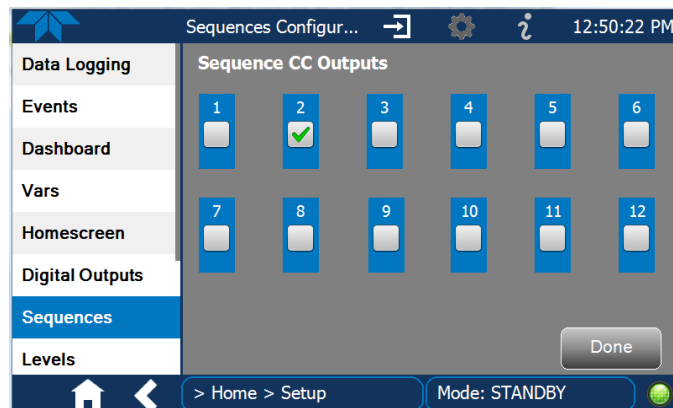 Sequences Configur... 12:50:22 PM
Data Logging
Events
Dashboard
Vars
Homescreen
Digital Outputs
Sequences
Levels
Sequence CC Outputs
1 2 3 4 5 6
7 8 9 10 11 12
Done
> Home > Setup
Mode: STANDBY